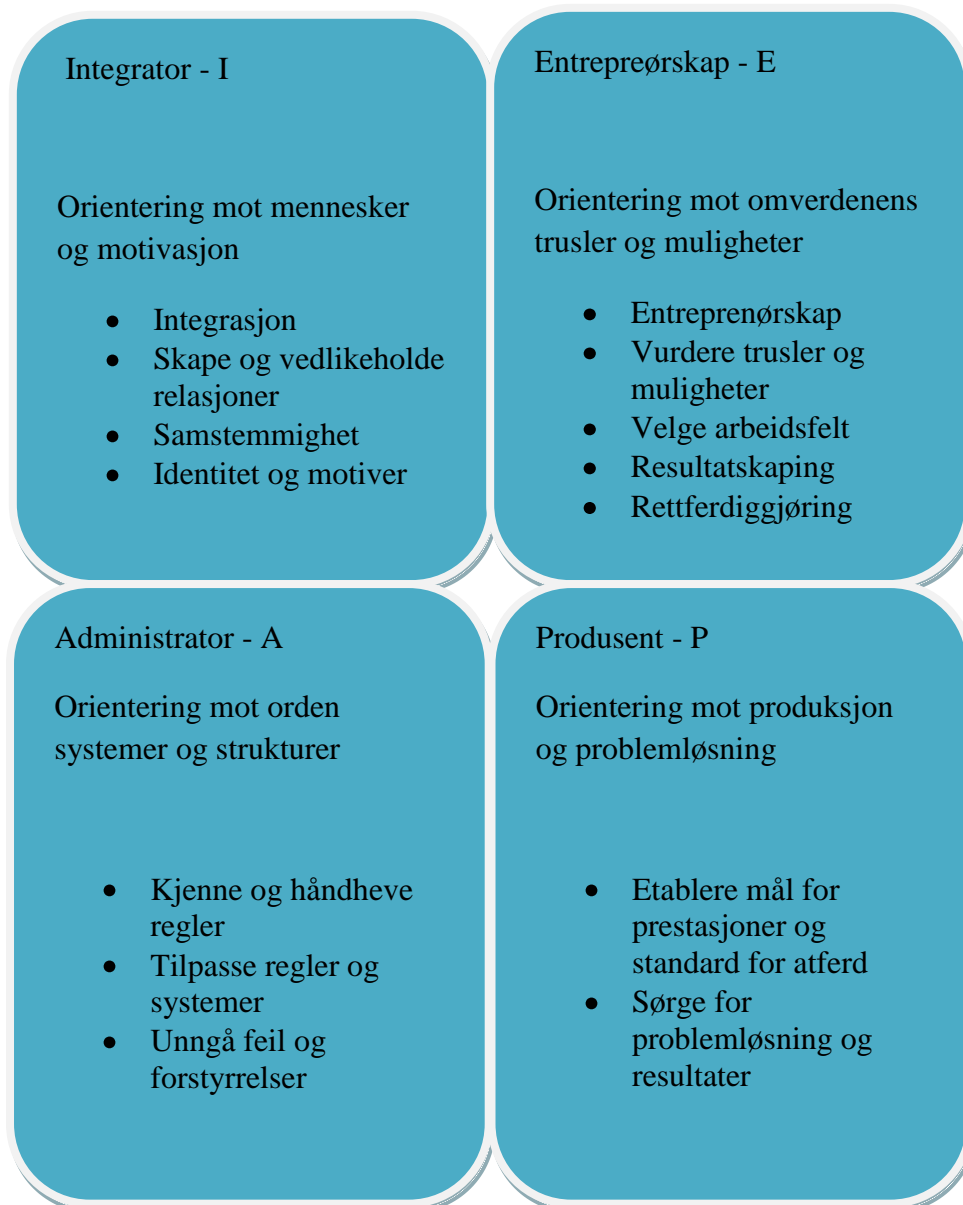 Integrator - I
Orientering mot mennesker
og motivasjon
• Integrasjon
• Skape og vedlikeholde
relasjoner
• Samstemmighet
• Identitet og motiver
Entrepreørskap - E
Orientering mot omverdenens
trusler og muligheter
• Entreprenørskap
• Vurdere trusler og
muligheter
• Velge arbeidsfelt
• Resultatskaping
• Rettferdiggjøring
Administrator - A
Orientering mot orden
systemer og strukturer
• Kjenne og håndheve
regler
• Tilpasse regler og
systemer
• Unngå feil og
forstyrrelser
Produsent - P
Orientering mot produksjon
og problemløsning
• Etablere mål for
prestasjoner og
standard for atferd
• Sørge for
problemløsning og
resultater